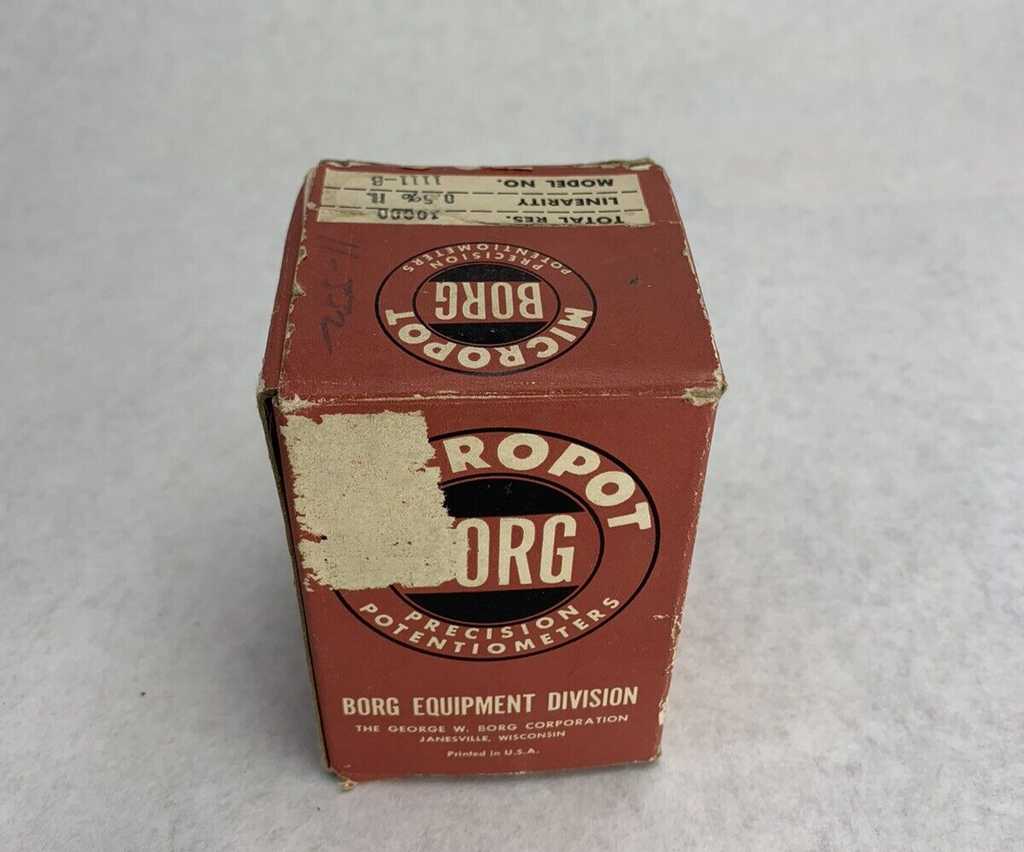 MODEL NO. 1111-B
LINEARITY 0.5%
TOTAL RES. 10000
MICROPOT
BORG
PRECISION
POTENTIOMETERS
ROPOT
ORG
PRECISION
POTENTIOMETERS
BORG EQUIPMENT DIVISION
THE GEORGE W. BORG CORPORATION
JANESVILLE, WISCONSIN
Printed in U.S.A.